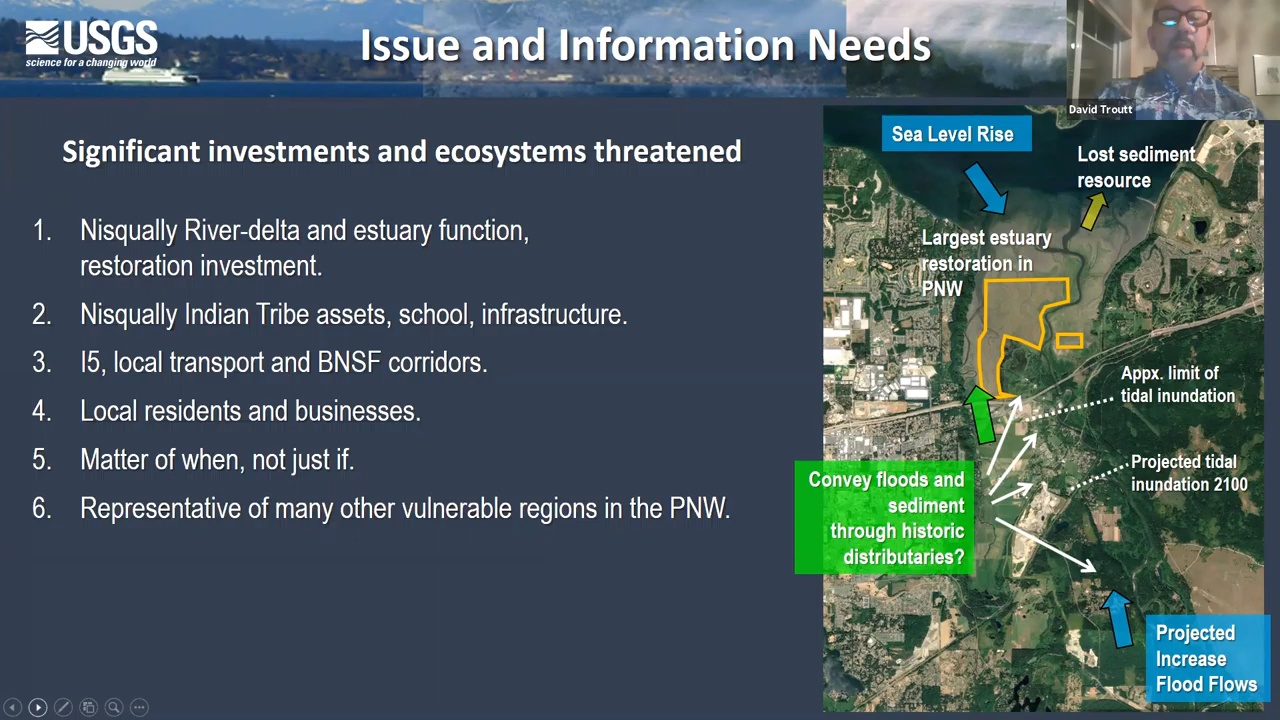 USGS
science for a changing world
Issue and Information Needs
David Troutt
Significant investments and ecosystems threatened
1. Nisqually River-delta and estuary function,
restoration investment.
2. Nisqually Indian Tribe assets, school, infrastructure.
3. I5, local transport and BNSF corridors.
4. Local residents and businesses.
5. Matter of when, not just if.
6. Representative of many other vulnerable regions in the PNW.
Sea Level Rise
Lost sediment
resource
Largest estuary
restoration in
PNW
Appx. limit of
tidal inundation
Projected tidal
inundation 2100
Convey floods and
sediment
through historic
distributaries?
Projected
Increase
Flood Flows